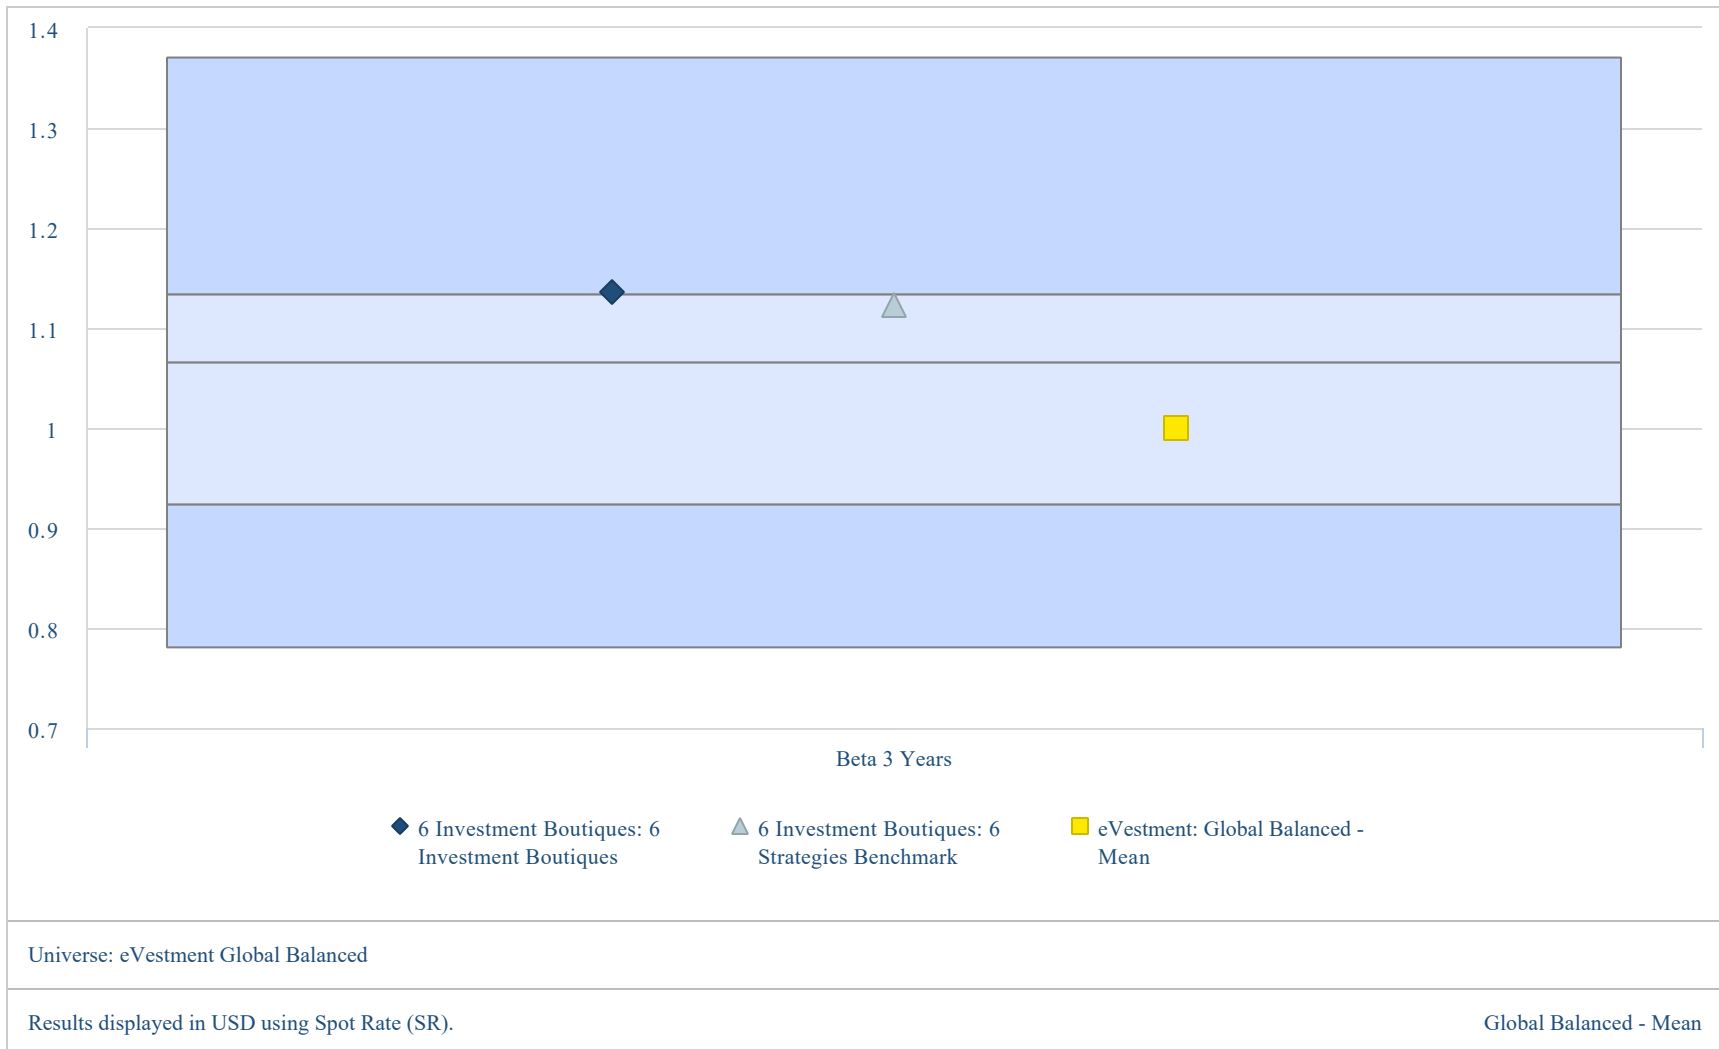 1.4
1.3
1.2
1.1
1
0.9
0.8
0.7
Beta 3 Years
6 Investment Boutiques: 6
Investment Boutiques
6 Investment Boutiques: 6
Strategies Benchmark
eVestment: Global Balanced -
Mean
Universe: eVestment Global Balanced
Results displayed in USD using Spot Rate (SR).
Global Balanced - Mean